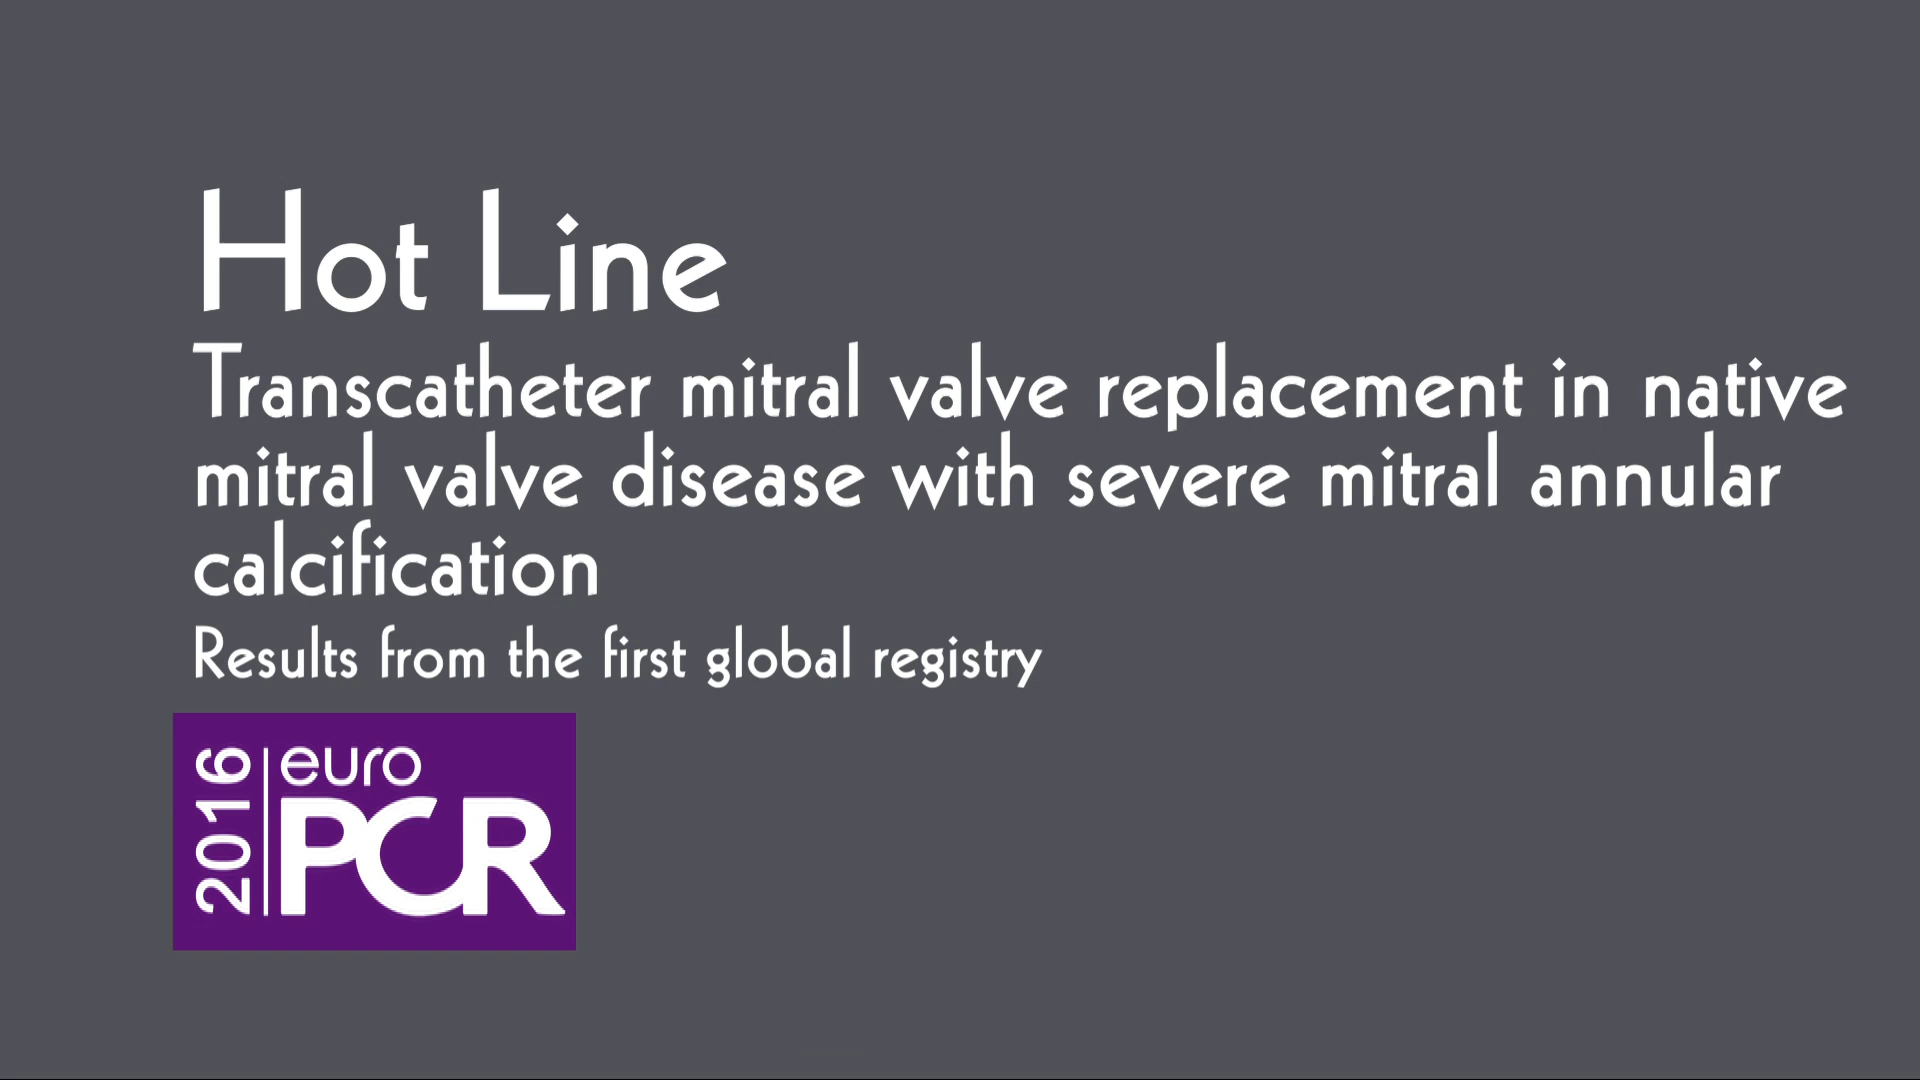 Hot Line
Transcatheter mitral valve replacement in native
mitral valve disease with severe mitral annular
calcification
Results from the first global registry
2016
euro
PCR